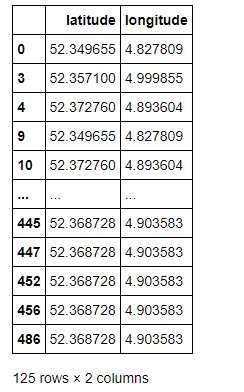 latitude longitude
0 52.349655 4.827809
3 52.357100 4.999855
4 52.372760 4.893604
9 52.349655 4.827809
10 52.372760 4.893604
... ... ...
445 52.368728 4.903583
447 52.368728 4.903583
452 52.368728 4.903583
456 52.368728 4.903583
486 52.368728 4.903583
125 rows × 2 columns